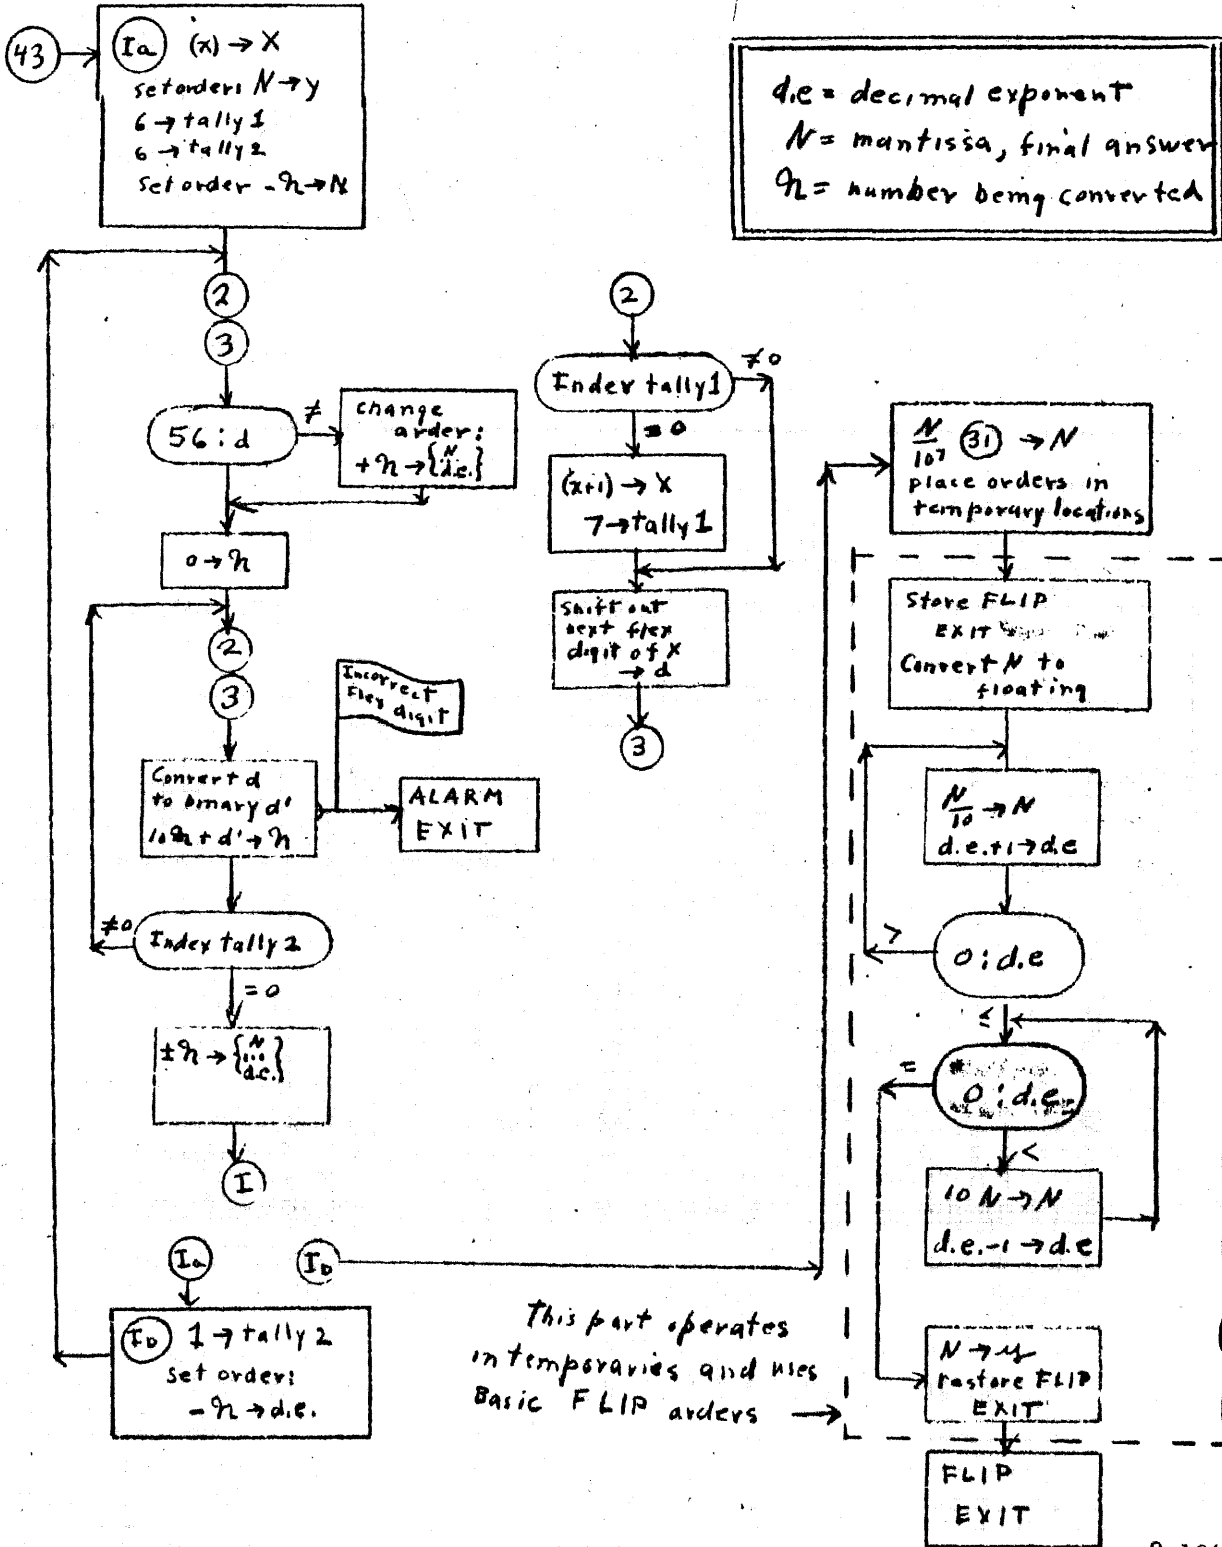 43
Ia (x) → X
set order: N → y
6 → tally 1
6 → tally 2
set order -n → N
d.e = decimal exponent
N = mantissa, final answer
n = number being converted
2
3
56 : d
≠
change
order:
+n → {N d.e.}
0 → n
2
3
Incorrect
Flex digit
Convert d
to binary d'
10n + d' → n
ALARM
EXIT
≠0
Index tally 2
= 0
±n → {N ... d.e.}
I
Ia
Ib
Ib 1 → tally 2
set order:
-n → d.e.
2
Index tally 1
≠ 0
= 0
(x+1) → X
7 → tally 1
Shift out
next flex
digit of X
→ d
3
N/10⁷ 31 → N
place orders in
temporary locations
Store FLIP
EXIT
Convert N to
floating
N/10 → N
d.e.+1 → d.e
>
0 : d.e
≤
=
0 : d.e
<
10 N → N
d.e.-1 → d.e
This part operates
in temporaries and uses
Basic FLIP orders →
N → y
restore FLIP
EXIT
FLIP
EXIT